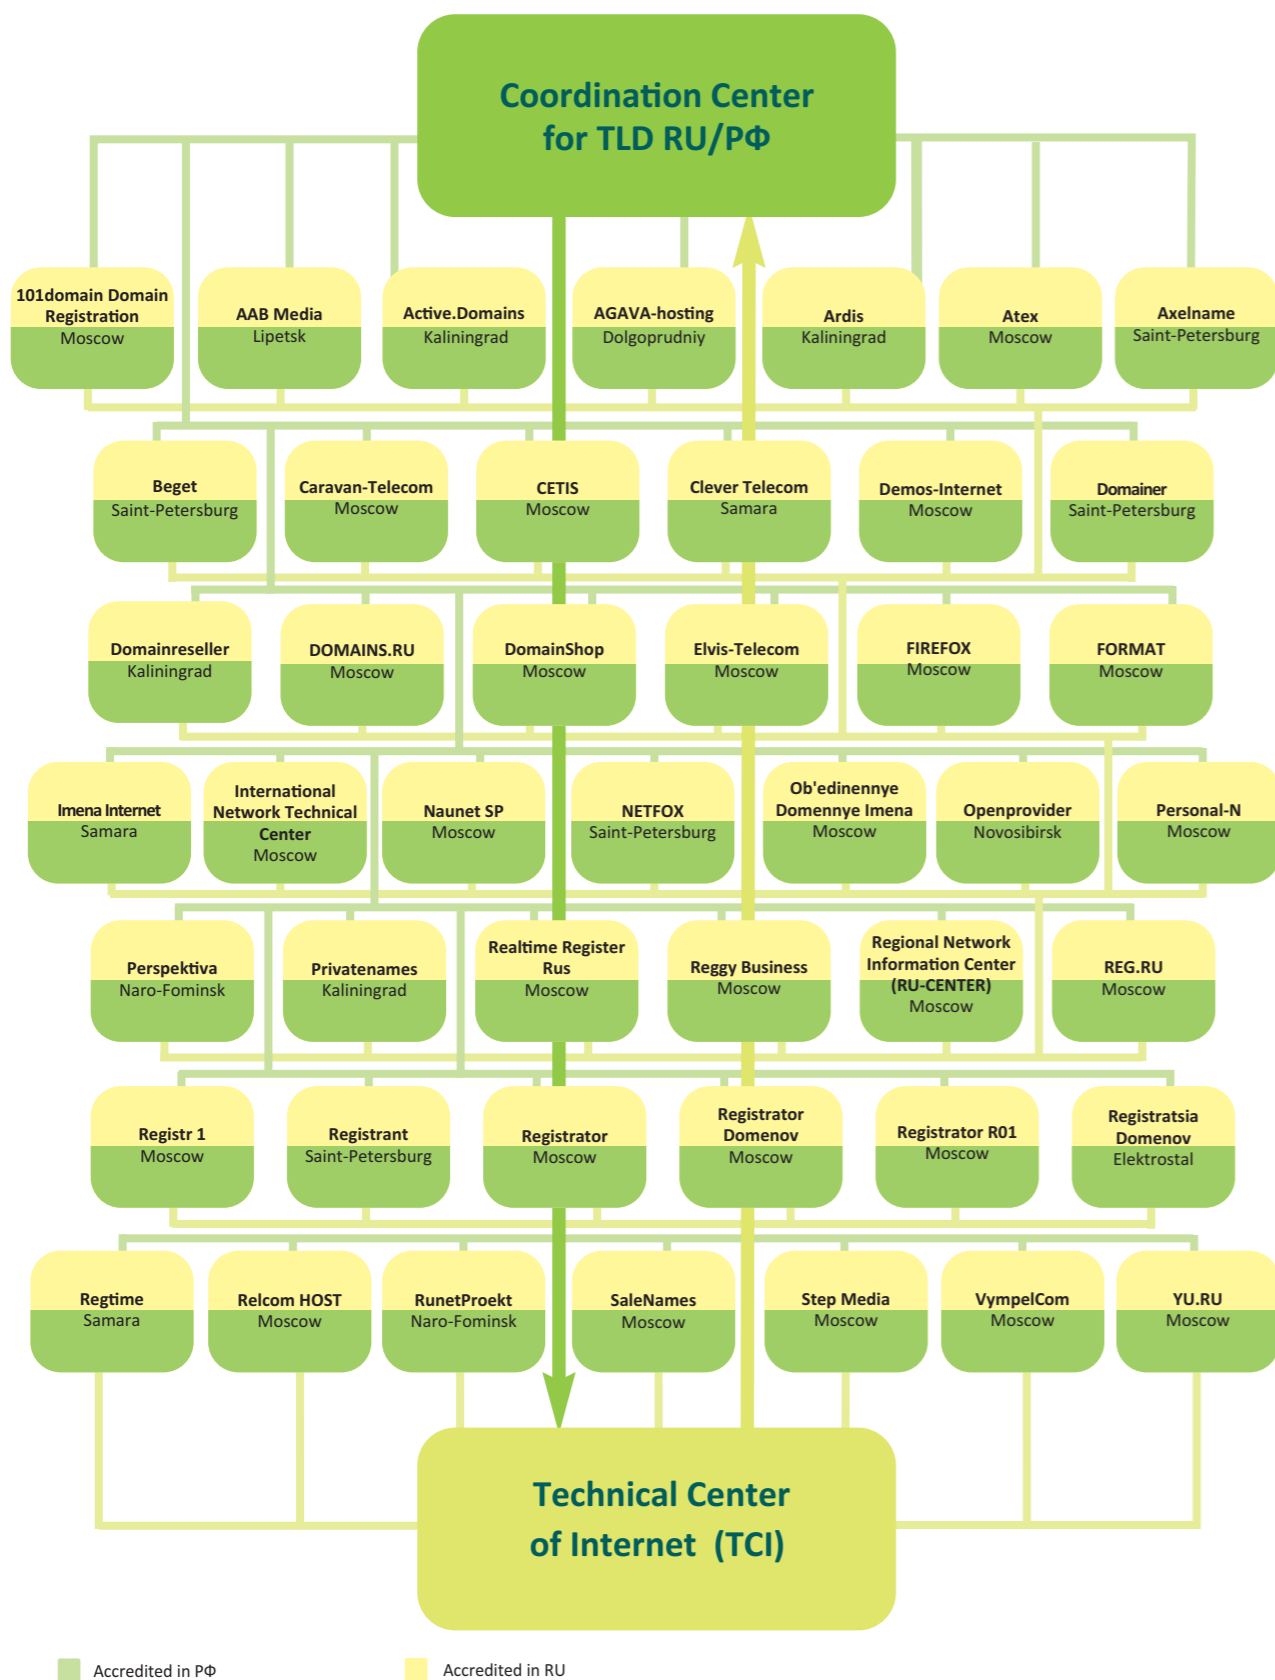 Coordination Center
for TLD RU/РФ
101domain Domain
Registration
Moscow
AAB Media
Lipetsk
Active.Domains
Kaliningrad
AGAVA-hosting
Dolgoprudniy
Ardis
Kaliningrad
Atex
Moscow
Axelname
Saint-Petersburg
Beget
Saint-Petersburg
Caravan-Telecom
Moscow
CETIS
Moscow
Clever Telecom
Samara
Demos-Internet
Moscow
Domainer
Saint-Petersburg
Domainreseller
Kaliningrad
DOMAINS.RU
Moscow
DomainShop
Moscow
Elvis-Telecom
Moscow
FIREFOX
Moscow
FORMAT
Moscow
Imena Internet
Samara
International
Network Technical
Center
Moscow
Naunet SP
Moscow
NETFOX
Saint-Petersburg
Ob'edinennye
Domennye Imena
Moscow
Openprovider
Novosibirsk
Personal-N
Moscow
Perspektiva
Naro-Fominsk
Privatenames
Kaliningrad
Realtime Register
Rus
Moscow
Reggy Business
Moscow
Regional Network
Information Center
(RU-CENTER)
Moscow
REG.RU
Moscow
Registr 1
Moscow
Registrant
Saint-Petersburg
Registrator
Moscow
Registrator
Domenov
Moscow
Registrator R01
Moscow
Registratsia
Domenov
Elektrostal
Regtime
Samara
Relcom HOST
Moscow
RunetProekt
Naro-Fominsk
SaleNames
Moscow
Step Media
Moscow
VympelCom
Moscow
YU.RU
Moscow
Technical Center
of Internet (TCI)
Accredited in РФ
Accredited in RU